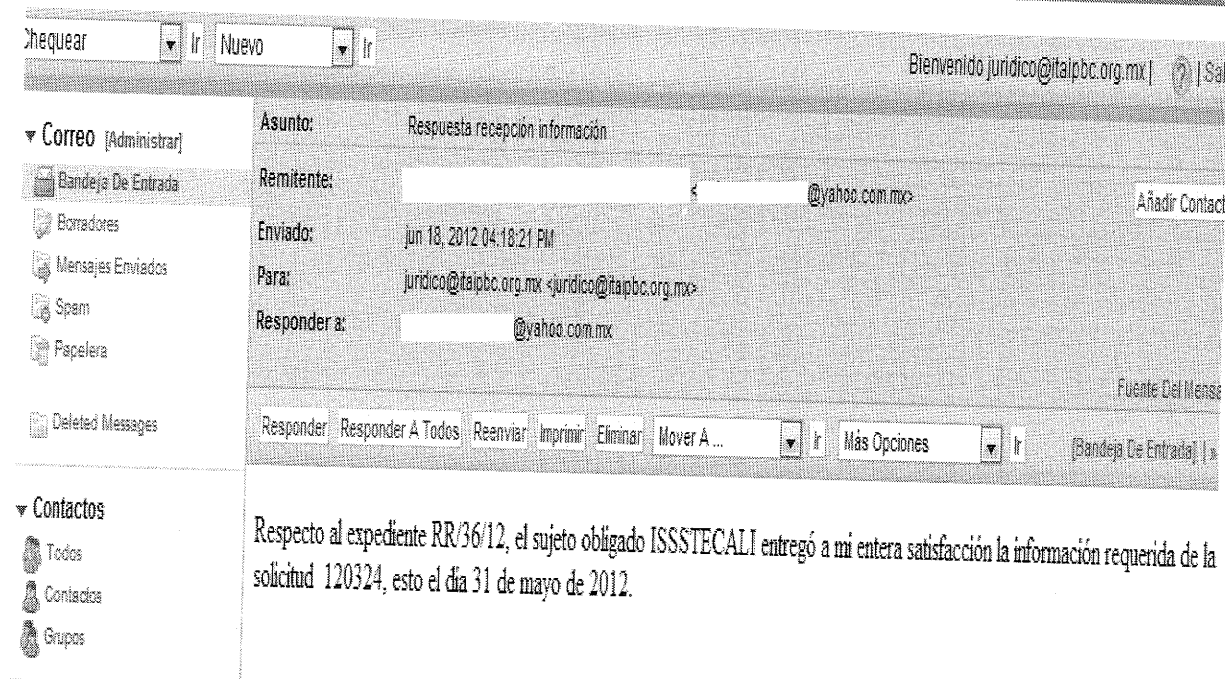 Chequear Ir Nuevo Ir
Bienvenido juridico@itaipbc.org.mx | ? |
Correo [Administrar]
Bandeja De Entrada
Borradores
Mensajes Enviados
Spam
Papelera
Deleted Messages
Contactos
Todos
Contactos
Grupos
Asunto: Respuesta recepción información
Remitente: < @yahoo.com.mx>
Añadir Contact
Enviado: jun 18, 2012 04:18:21 PM
Para: juridico@itaipbc.org.mx <juridico@itaipbc.org.mx>
Responder a: @yahoo.com.mx
Fuente Del Mensa
Responder Responder A Todos Reenviar Imprimir Eliminar Mover A ... Ir Más Opciones Ir [Bandeja De Entrada] |
Respecto al expediente RR/36/12, el sujeto obligado ISSSTECALI entregó a mi entera satisfacción la información requerida de la
solicitud 120324, esto el día 31 de mayo de 2012.